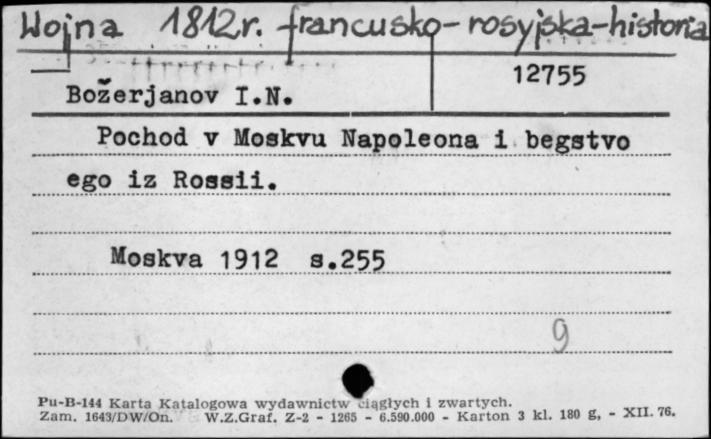 Wojna 1812r. francusko-rosyjska-historia
12755
Božerjanov I.N.
Pochod v Moskvu Napoleona i begstvo
ego iz Rossii.
Moskva 1912 s.255
9
Pu-B-144 Karta Katalogowa wydawnictw ciągłych i zwartych.
Zam. 1643/DW/On. W.Z.Graf. Z-2 - 1265 - 6.590.000 - Karton 3 kl. 180 g, - XII. 76.